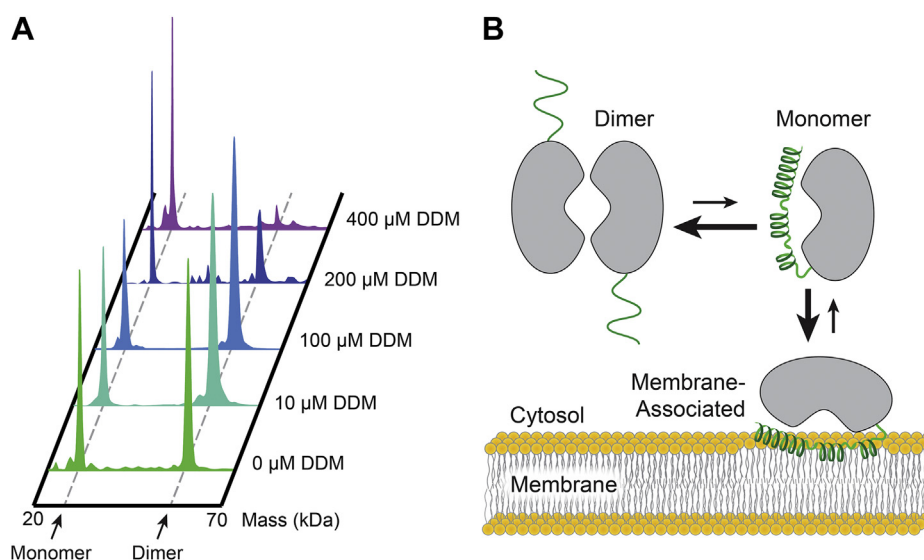 A
400 µM DDM
200 µM DDM
100 µM DDM
10 µM DDM
0 µM DDM
20
70
Mass (kDa)
Monomer
Dimer
B
Dimer
Monomer
Membrane-
Associated
Cytosol
Membrane